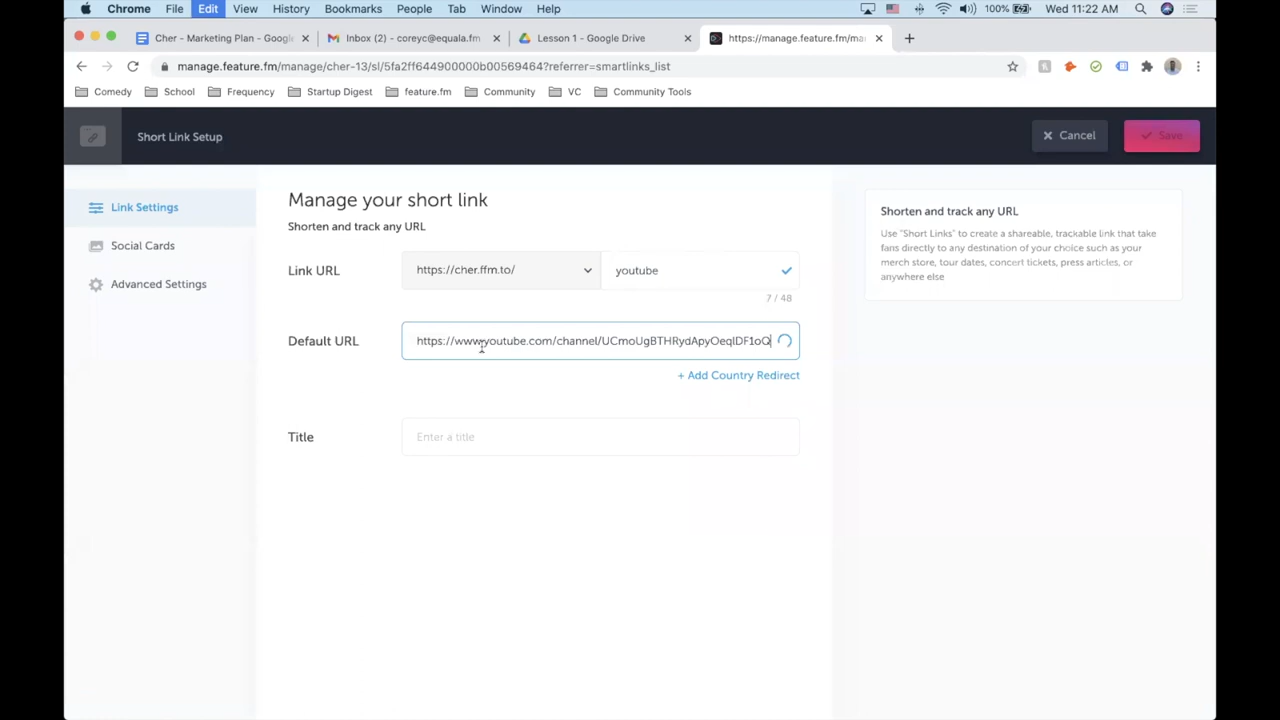 Chrome File Edit View History Bookmarks People Tab Window Help 100% Wed 11:22 AM
Cher - Marketing Plan - Google Inbox (2) - coreyc@equala.fm Lesson 1 - Google Drive https://manage.feature.fm/ma
manage.feature.fm/manage/cher-13/sl/5fa2ff644900000b00569464?referrer=smartlinks_list
Comedy School Frequency Startup Digest feature.fm Community VC Community Tools
Short Link Setup Cancel Save
Link Settings
Social Cards
Advanced Settings
Manage your short link
Shorten and track any URL
Link URL https://cher.ffm.to/ youtube
7 / 48
Default URL https://www.youtube.com/channel/UCmoUgBTHRydApyOeqlDF1oQ
+ Add Country Redirect
Title Enter a title
Shorten and track any URL
Use "Short Links" to create a shareable, trackable link that take
fans directly to any destination of your choice such as your
merch store, tour dates, concert tickets, press articles, or
anywhere else